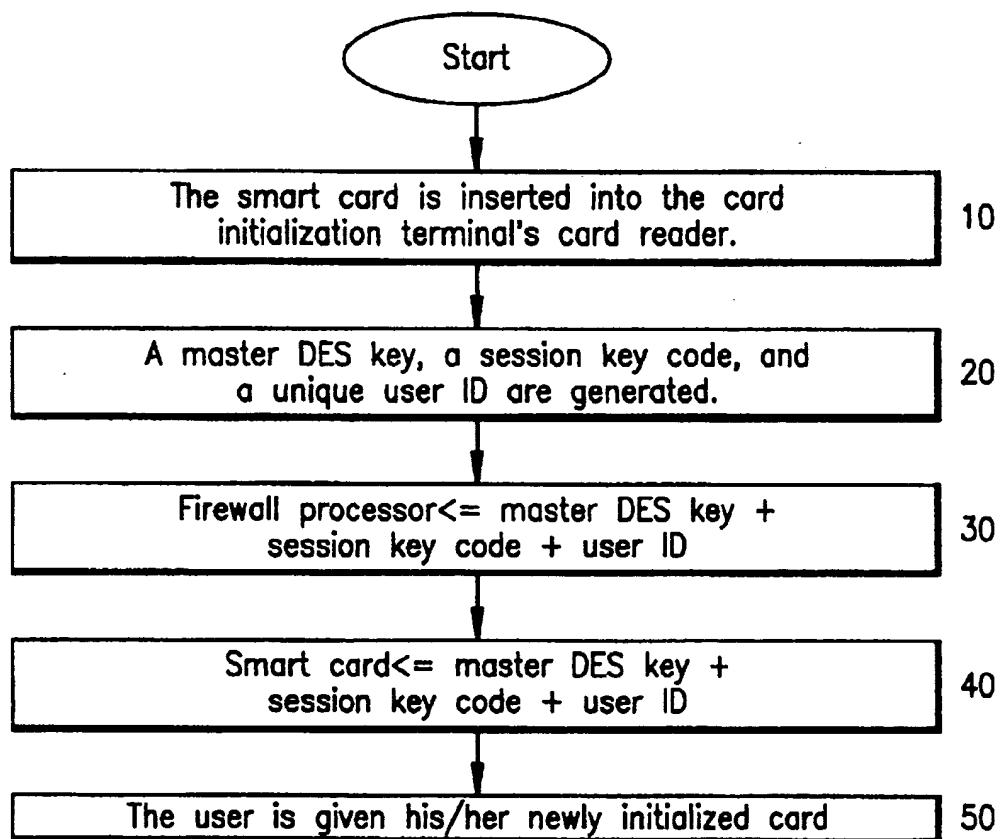 Start
The smart card is inserted into the card
initialization terminal's card reader.
10
A master DES key, a session key code, and
a unique user ID are generated.
20
Firewall processor<= master DES key +
session key code + user ID
30
Smart card<= master DES key +
session key code + user ID
40
The user is given his/her newly initialized card
50